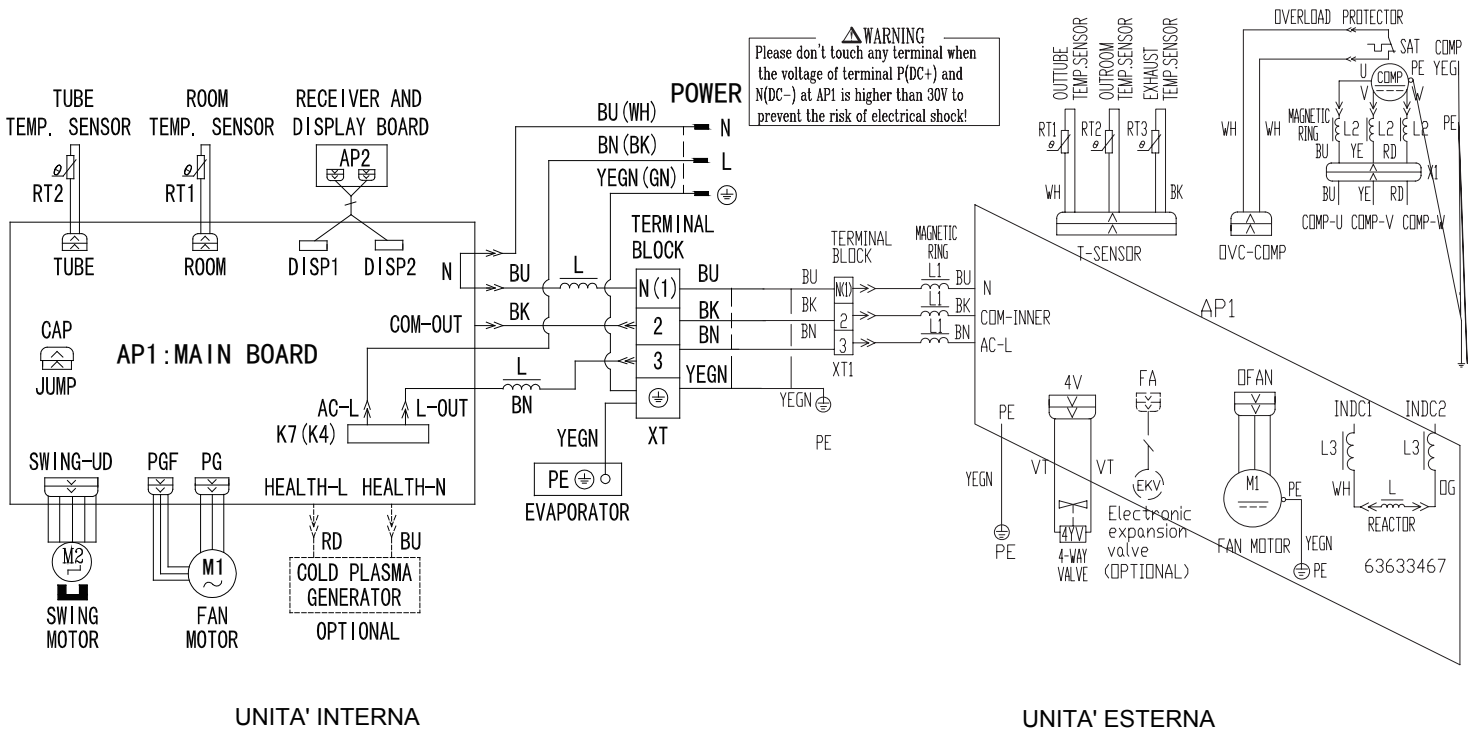 WARNING
Please don't touch any terminal when
the voltage of terminal P(DC+) and
N(DC-) at AP1 is higher than 30V to
prevent the risk of electrical shock!
TUBE
TEMP. SENSOR
ROOM
TEMP. SENSOR
RECEIVER AND
DISPLAY BOARD
AP2
θ
RT2
θ
RT1
TUBE
ROOM
DISP1
DISP2
POWER
BU(WH)
N
BN(BK)
L
YEGN(GN)
N
BU
L
TERMINAL
BLOCK
N(1)
2
3
XT
COM-OUT
BK
L
BN
CAP
JUMP
AP1:MAIN BOARD
AC-L
L-OUT
K7(K4)
YEGN
PE
EVAPORATOR
SWING-UD
PGF
PG
HEALTH-L
HEALTH-N
M2
SWING
MOTOR
M1
FAN
MOTOR
RD
BU
COLD PLASMA
GENERATOR
OPTIONAL
BU
BK
BN
YEGN
BU
BK
BN
YEGN
PE
TERMINAL
BLOCK
N(1)
2
3
XT1
MAGNETIC
RING
L1
BU
N
L1
BK
COM-INNER
L1
BN
AC-L
OUTTUBE
TEMP.SENSOR
OUTROOM
TEMP.SENSOR
EXHAUST
TEMP.SENSOR
RT1
θ
RT2
θ
RT3
θ
WH
BK
T-SENSOR
OVERLOAD PROTECTOR
SAT
COMP
WH
WH
OVC-COMP
U
V
W
COMP
PE
YEG
PE
MAGNETIC
RING
L2
L2
L2
BU
YE
RD
X1
BU
YE
RD
COMP-U
COMP-V
COMP-W
AP1
PE
YEGN
PE
4V
VT
VT
4YV
4-WAY
VALVE
FA
EKV
Electronic
expansion
valve
(OPTIONAL)
OFAN
M1
PE
FAN MOTOR
YEGN
PE
INDC1
INDC2
L3
L3
WH
L
OG
REACTOR
63633467
UNITA' INTERNA
UNITA' ESTERNA